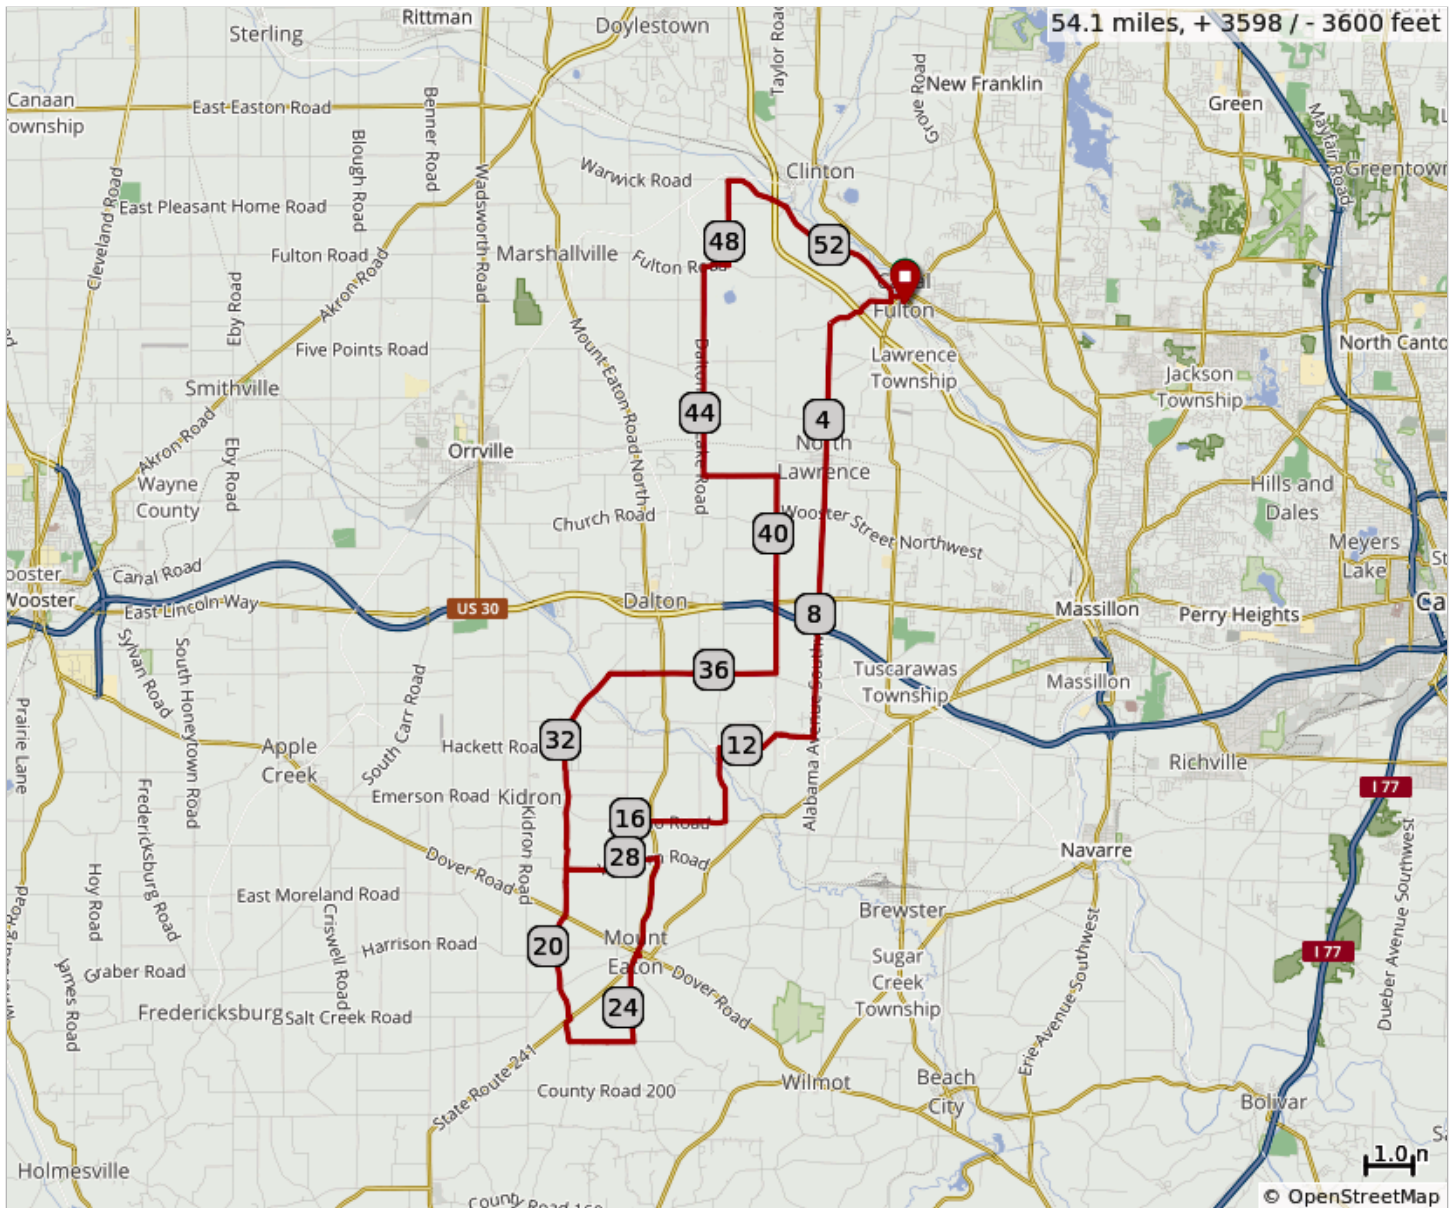 Rittman
54.1 miles, + 3598 / - 3600 feet
Sterling
Doylestown
Taylor Road
Grove Road
New Franklin
Canaan
Township
East Easton Road
Benner Road
Green
Mayfair Road
Blough Road
Clinton
Greentown
Warwick Road
Cleveland Road
East Pleasant Home Road
Wadsworth Road
48
52
Marshallville
Fulton Road
Fulton Road
Akron Road
Eby Road
Fulton
Mount Eaton Road North
Five Points Road
Lawrence
Township
North Canto
Jackson
Township
Smithville
44
4
North
Lawrence
Akron Road
Eby Road
Orrville
Lake Road
Wayne
County
Hills and
Dales
Church Road
40
Wooster Street Northwest
Meyers
Lake
Canal Road
Wooster
East Lincoln Way
US 30
Dalton
8
Massillon
Perry Heights
Ca
Sylvan Road
South Honeytown Road
South Carr Road
36
Tuscarawas
Township
Massillon
Prairie Lane
Apple
Creek
Hackett Roa
32
12
Alabama Avenue Southw
Richville
I 77
Fredericksburg Road
Emerson Road
Kidron
16
o Road
Kidron Road
28
n Road
Navarre
Dover Road
Hoy Road
East Moreland Road
Criswell Road
Brewster
Dueber Avenue Southwest
Harrison Road
20
Mount
Eaton
I 77
James Road
Graber Road
Dover Road
Sugar
Creek
Township
Erie Avenue Southwest
Fredericksburg
Salt Creek Road
24
State Route 241
County Road 200
Wilmot
Beach
City
Bolivar
Holmesville
1.0
County Road 160
© OpenStreetMap